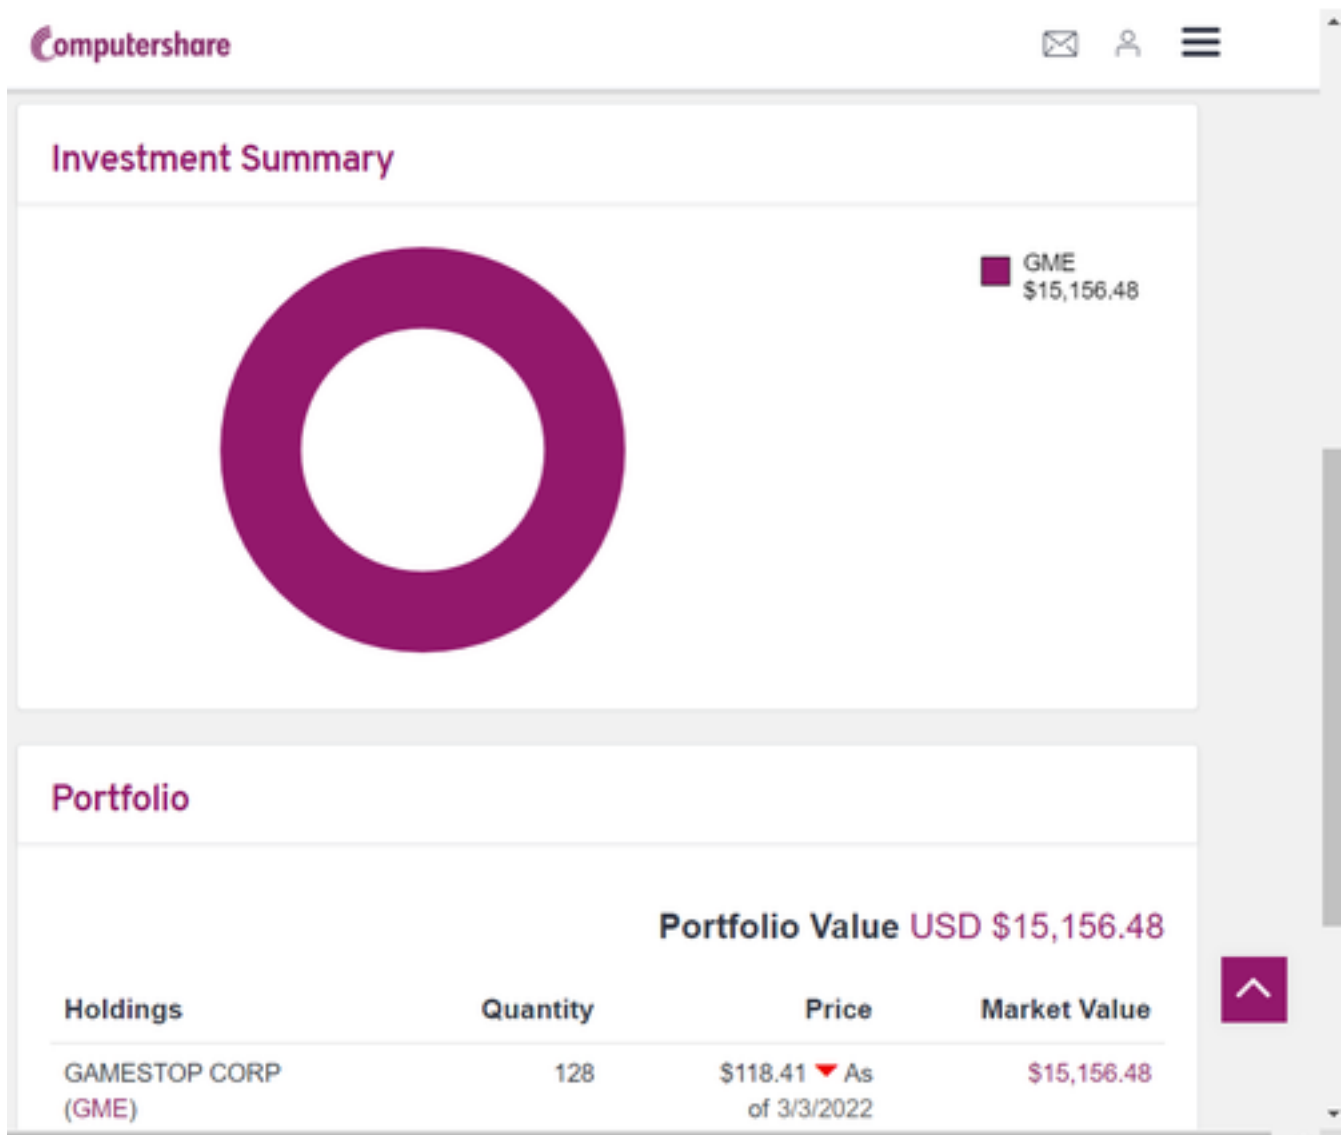 Computershare
Investment Summary
GME
$15,156.48
Portfolio
Portfolio Value USD $15,156.48
Holdings Quantity Price Market Value
GAMESTOP CORP 128 $118.41 ▼ As $15,156.48
(GME) of 3/3/2022